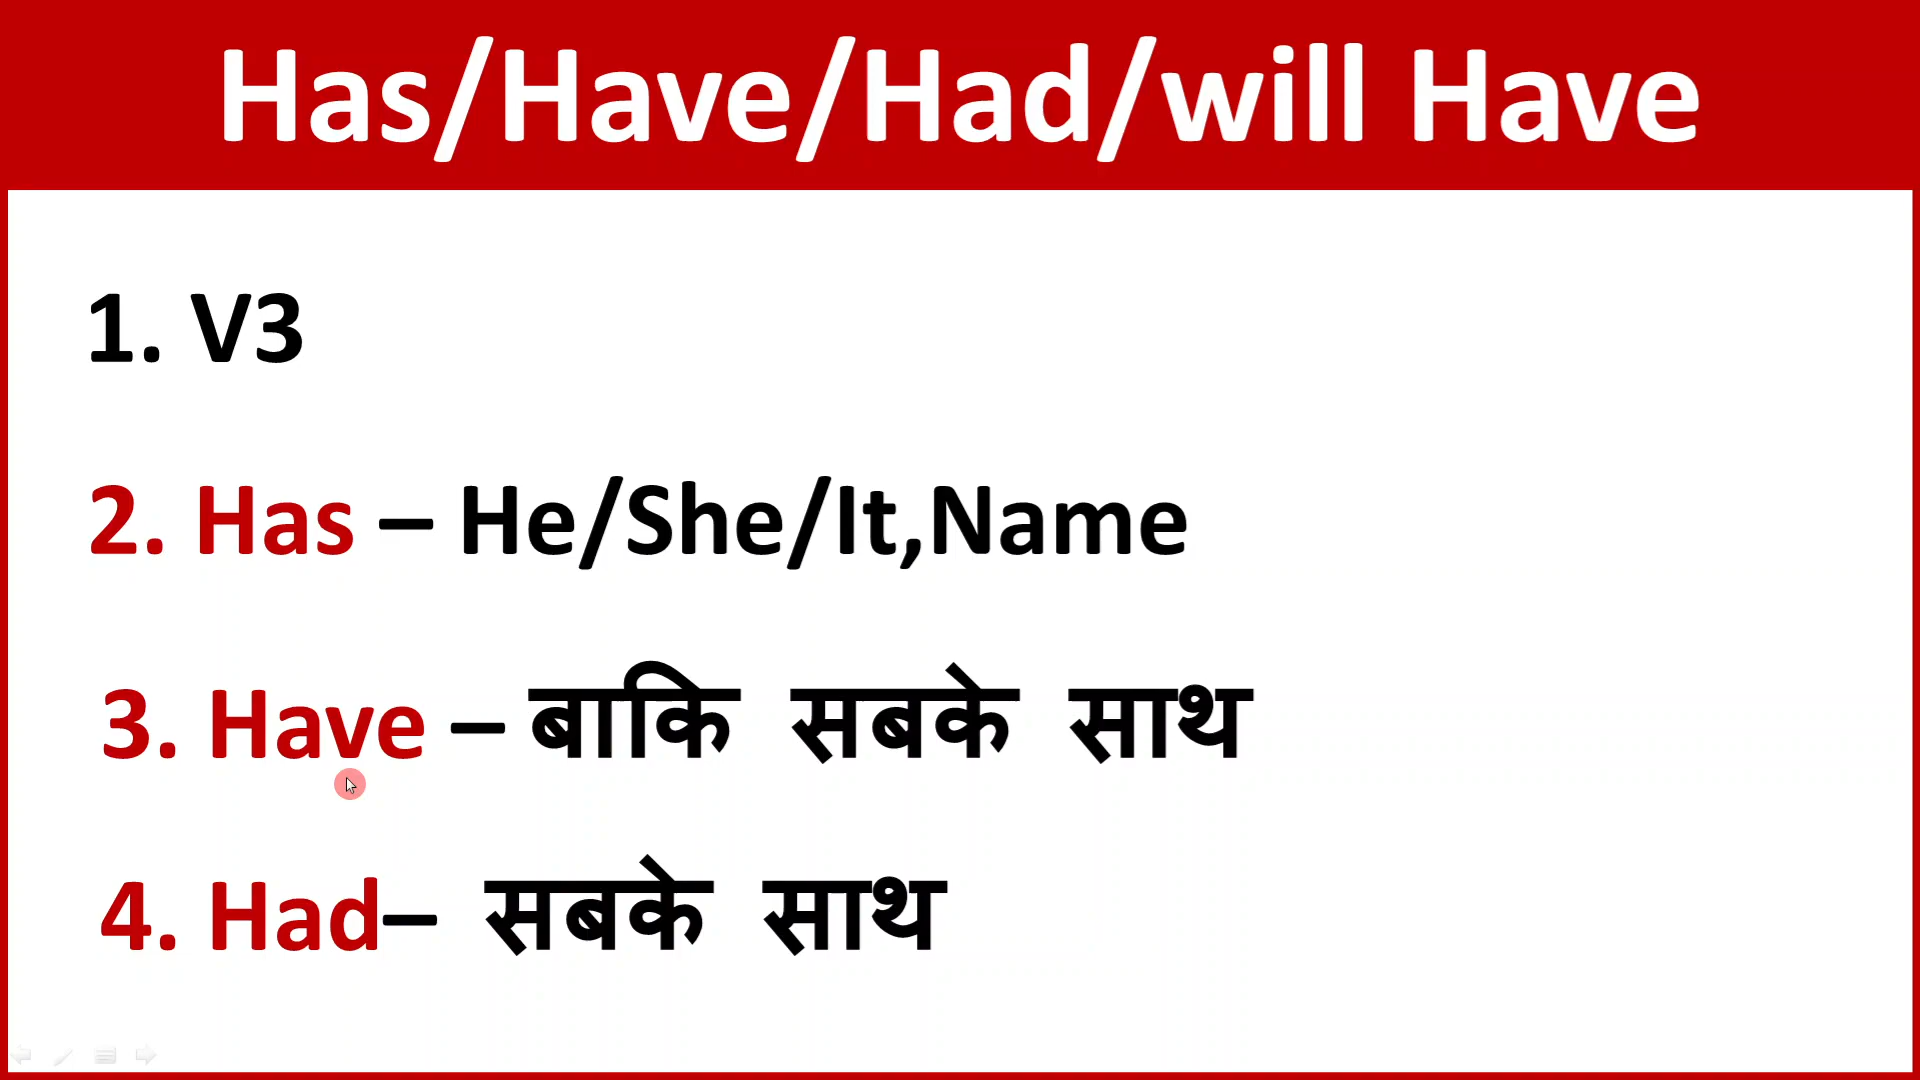 Has/Have/Had/will Have
1. V3
2. Has – He/She/It,Name
3. Have – बाकि सबके साथ
4. Had– सबके साथ